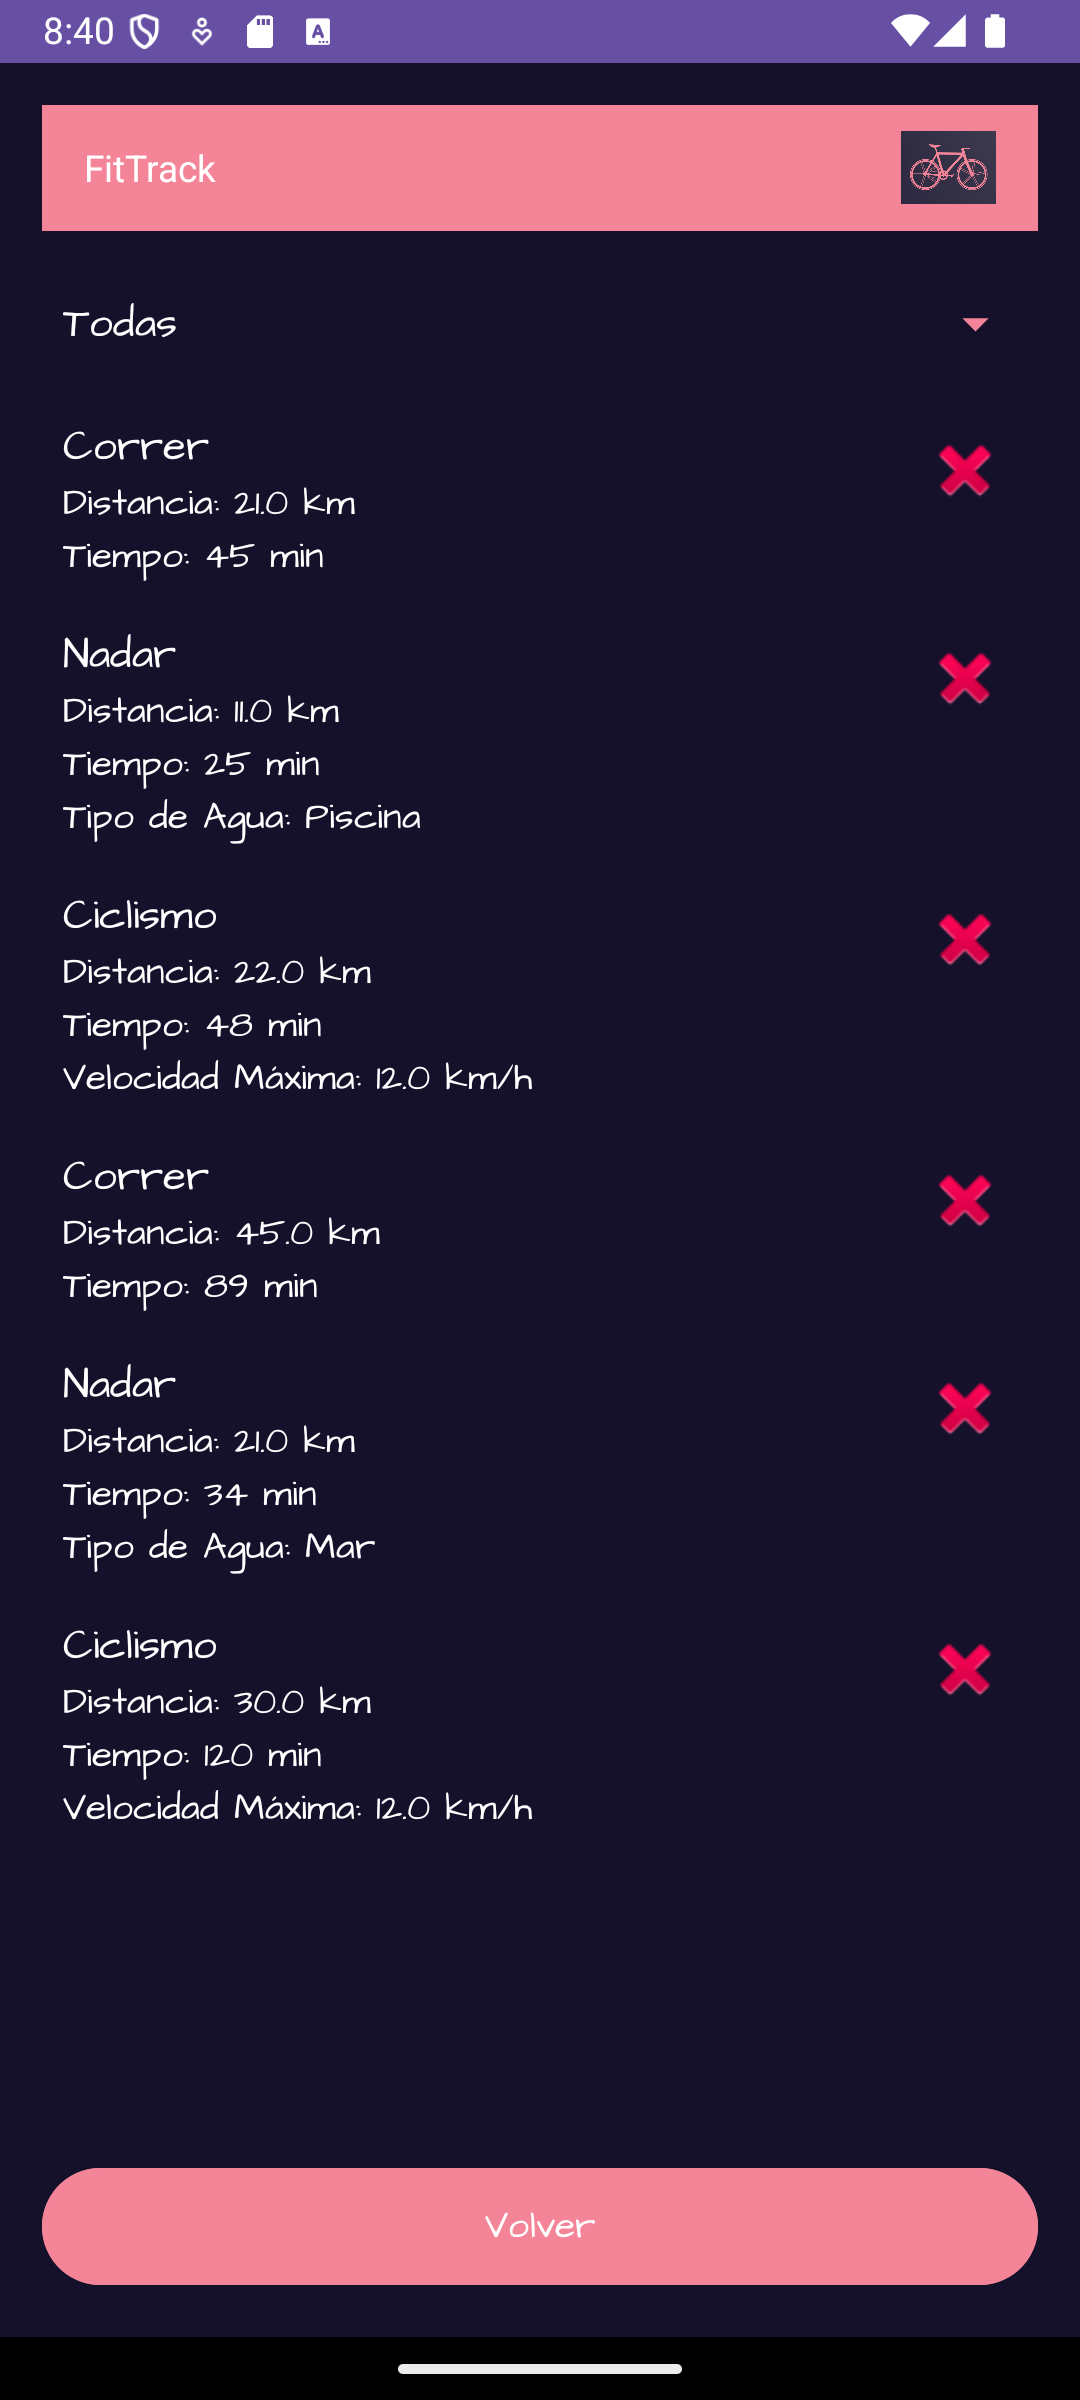 8:40
FitTrack
Todas
Correr
Distancia: 21.0 km
Tiempo: 45 min
Nadar
Distancia: 11.0 km
Tiempo: 25 min
Tipo de Agua: Piscina
Ciclismo
Distancia: 22.0 km
Tiempo: 48 min
Velocidad Máxima: 12.0 km/h
Correr
Distancia: 45.0 km
Tiempo: 89 min
Nadar
Distancia: 21.0 km
Tiempo: 34 min
Tipo de Agua: Mar
Ciclismo
Distancia: 30.0 km
Tiempo: 120 min
Velocidad Máxima: 12.0 km/h
Volver